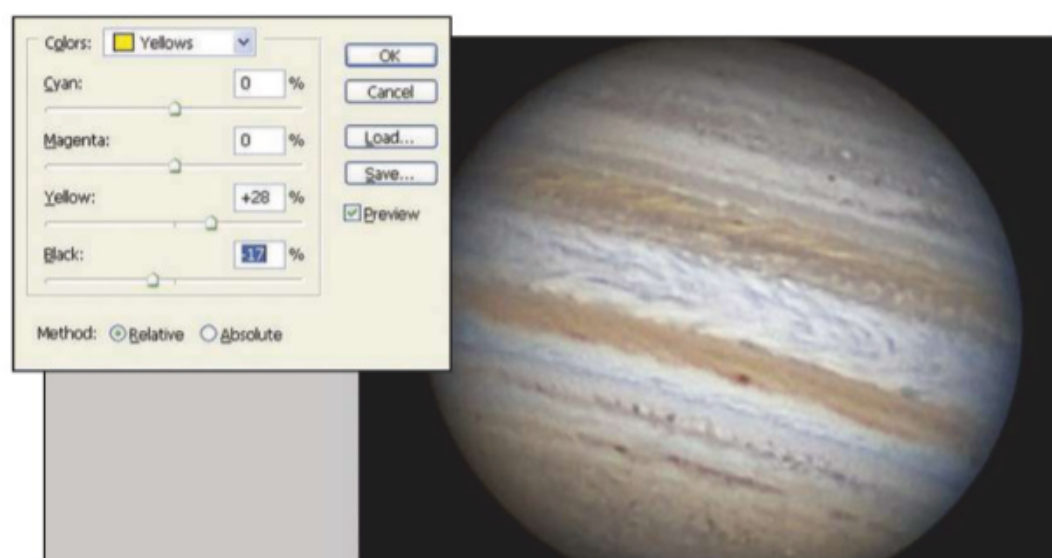 Colors: Yellows
OK
Cyan: 0 %
Cancel
Magenta: 0 %
Load...
Save...
Yellow: +28 %
Preview
Black: -17 %
Method: Relative Absolute